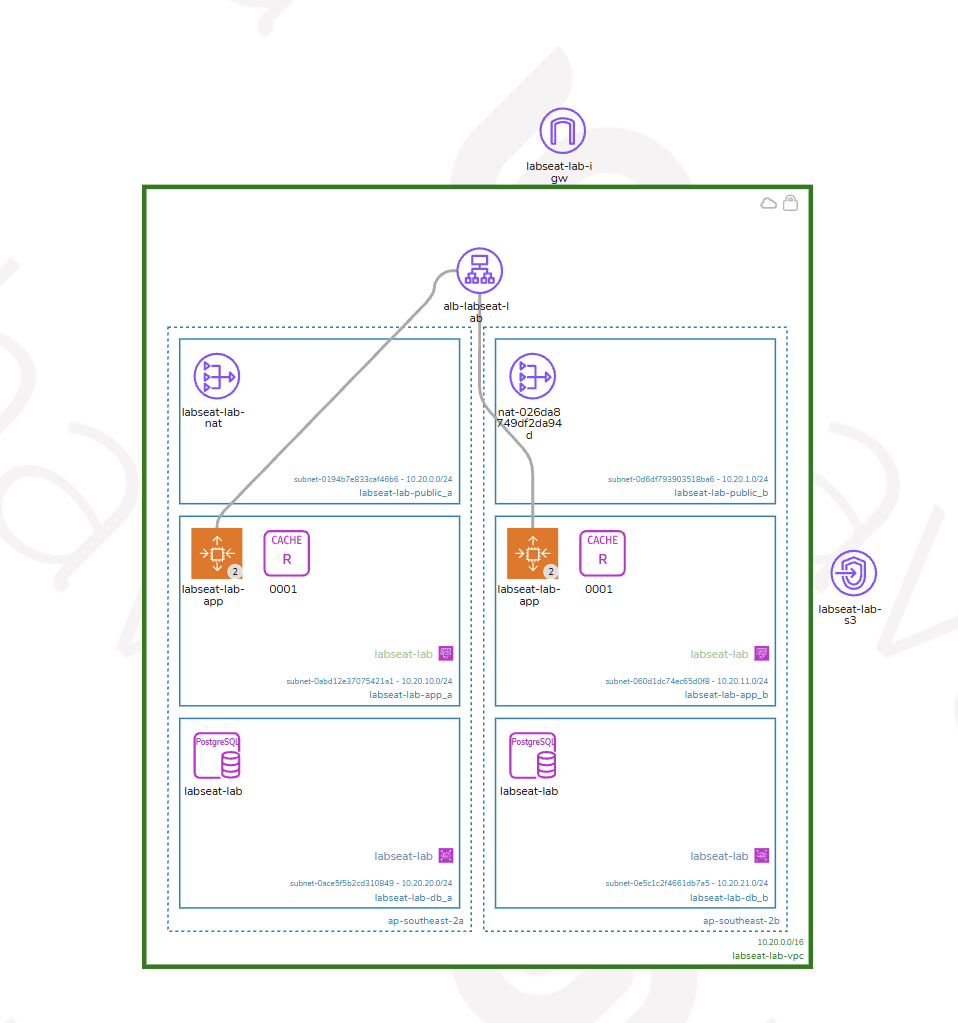 labseat-lab-i
gw
alb-labseat-l
ab
labseat-lab-
nat
subnet-0194b7e833caf46b6 - 10.20.0.0/24
labseat-lab-public_a
nat-026da8
749df2da94
d
subnet-0d6df793903518ba6 - 10.20.1.0/24
labseat-lab-public_b
2
labseat-lab-
app
CACHE
R
0001
labseat-lab
subnet-0abd12e37075421a1 - 10.20.10.0/24
labseat-lab-app_a
2
labseat-lab-
app
CACHE
R
0001
labseat-lab
subnet-060d1dc74ec65d0f8 - 10.20.11.0/24
labseat-lab-app_b
labseat-lab-
s3
PostgreSQL
labseat-lab
labseat-lab
subnet-0ace5f5b2cd310849 - 10.20.20.0/24
labseat-lab-db_a
ap-southeast-2a
PostgreSQL
labseat-lab
labseat-lab
subnet-0e5c1c2f4661db7a5 - 10.20.21.0/24
labseat-lab-db_b
ap-southeast-2b
10.20.0.0/16
labseat-lab-vpc